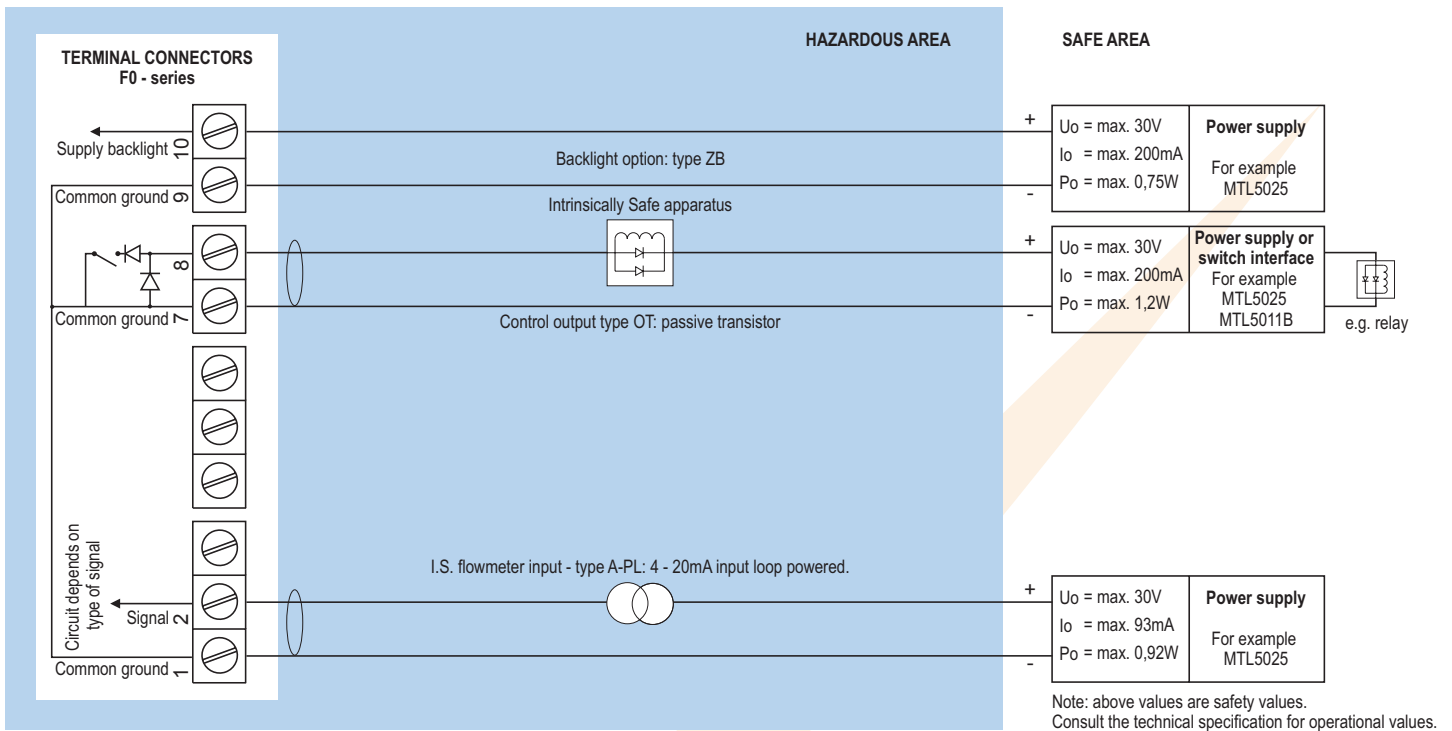 HAZARDOUS AREA
SAFE AREA
TERMINAL CONNECTORS
F0 - series
Supply backlight 10
Common ground 9
8
Common ground 7
Circuit depends on
type of signal
Signal 2
Common ground 1
Backlight option: type ZB
Intrinsically Safe apparatus
Control output type OT: passive transistor
I.S. flowmeter input - type A-PL: 4 - 20mA input loop powered.
+
-
Uo = max. 30V
Io = max. 200mA
Po = max. 0,75W
Power supply
For example
MTL5025
+
-
Uo = max. 30V
Io = max. 200mA
Po = max. 1,2W
Power supply or
switch interface
For example
MTL5025
MTL5011B
e.g. relay
+
-
Uo = max. 30V
Io = max. 93mA
Po = max. 0,92W
Power supply
For example
MTL5025
Note: above values are safety values.
Consult the technical specification for operational values.